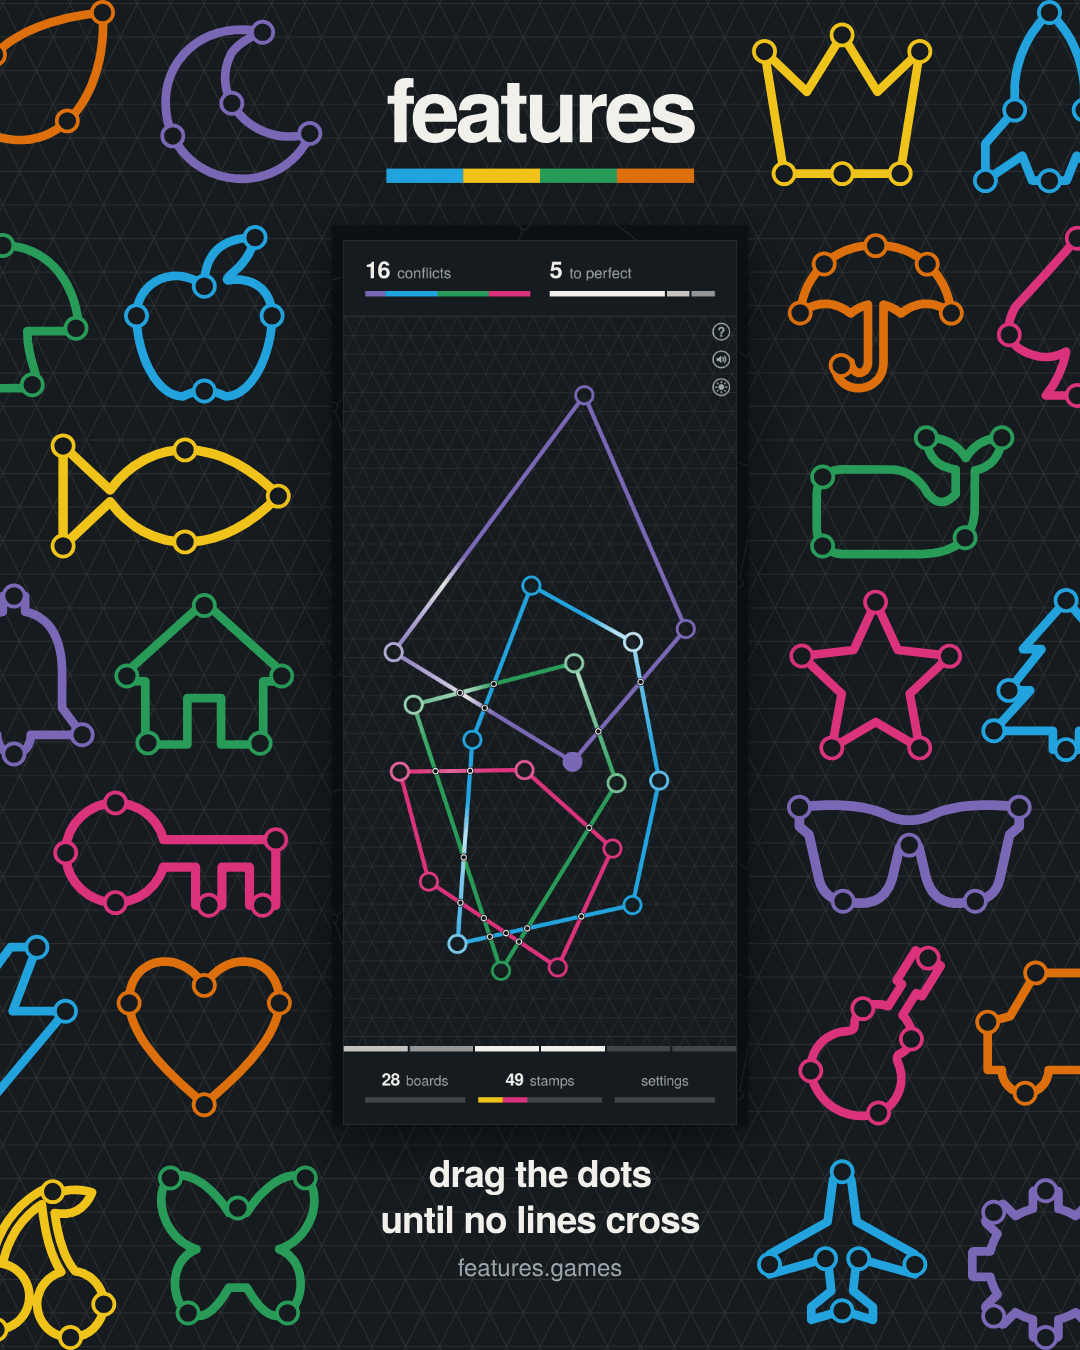 features
16 conflicts
5 to perfect
?
28 boards
49 stamps
settings
drag the dots
until no lines cross
features.games